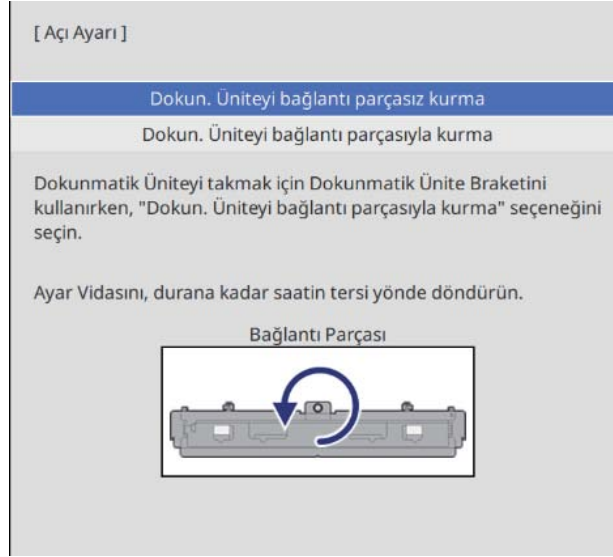 [ Açı Ayarı ]
Dokun. Üniteyi bağlantı parçasız kurma
Dokun. Üniteyi bağlantı parçasıyla kurma
Dokunmatik Üniteyi takmak için Dokunmatik Ünite Braketini
kullanırken, "Dokun. Üniteyi bağlantı parçasıyla kurma" seçeneğini
seçin.
Ayar Vidasını, durana kadar saatin tersi yönde döndürün.
Bağlantı Parçası